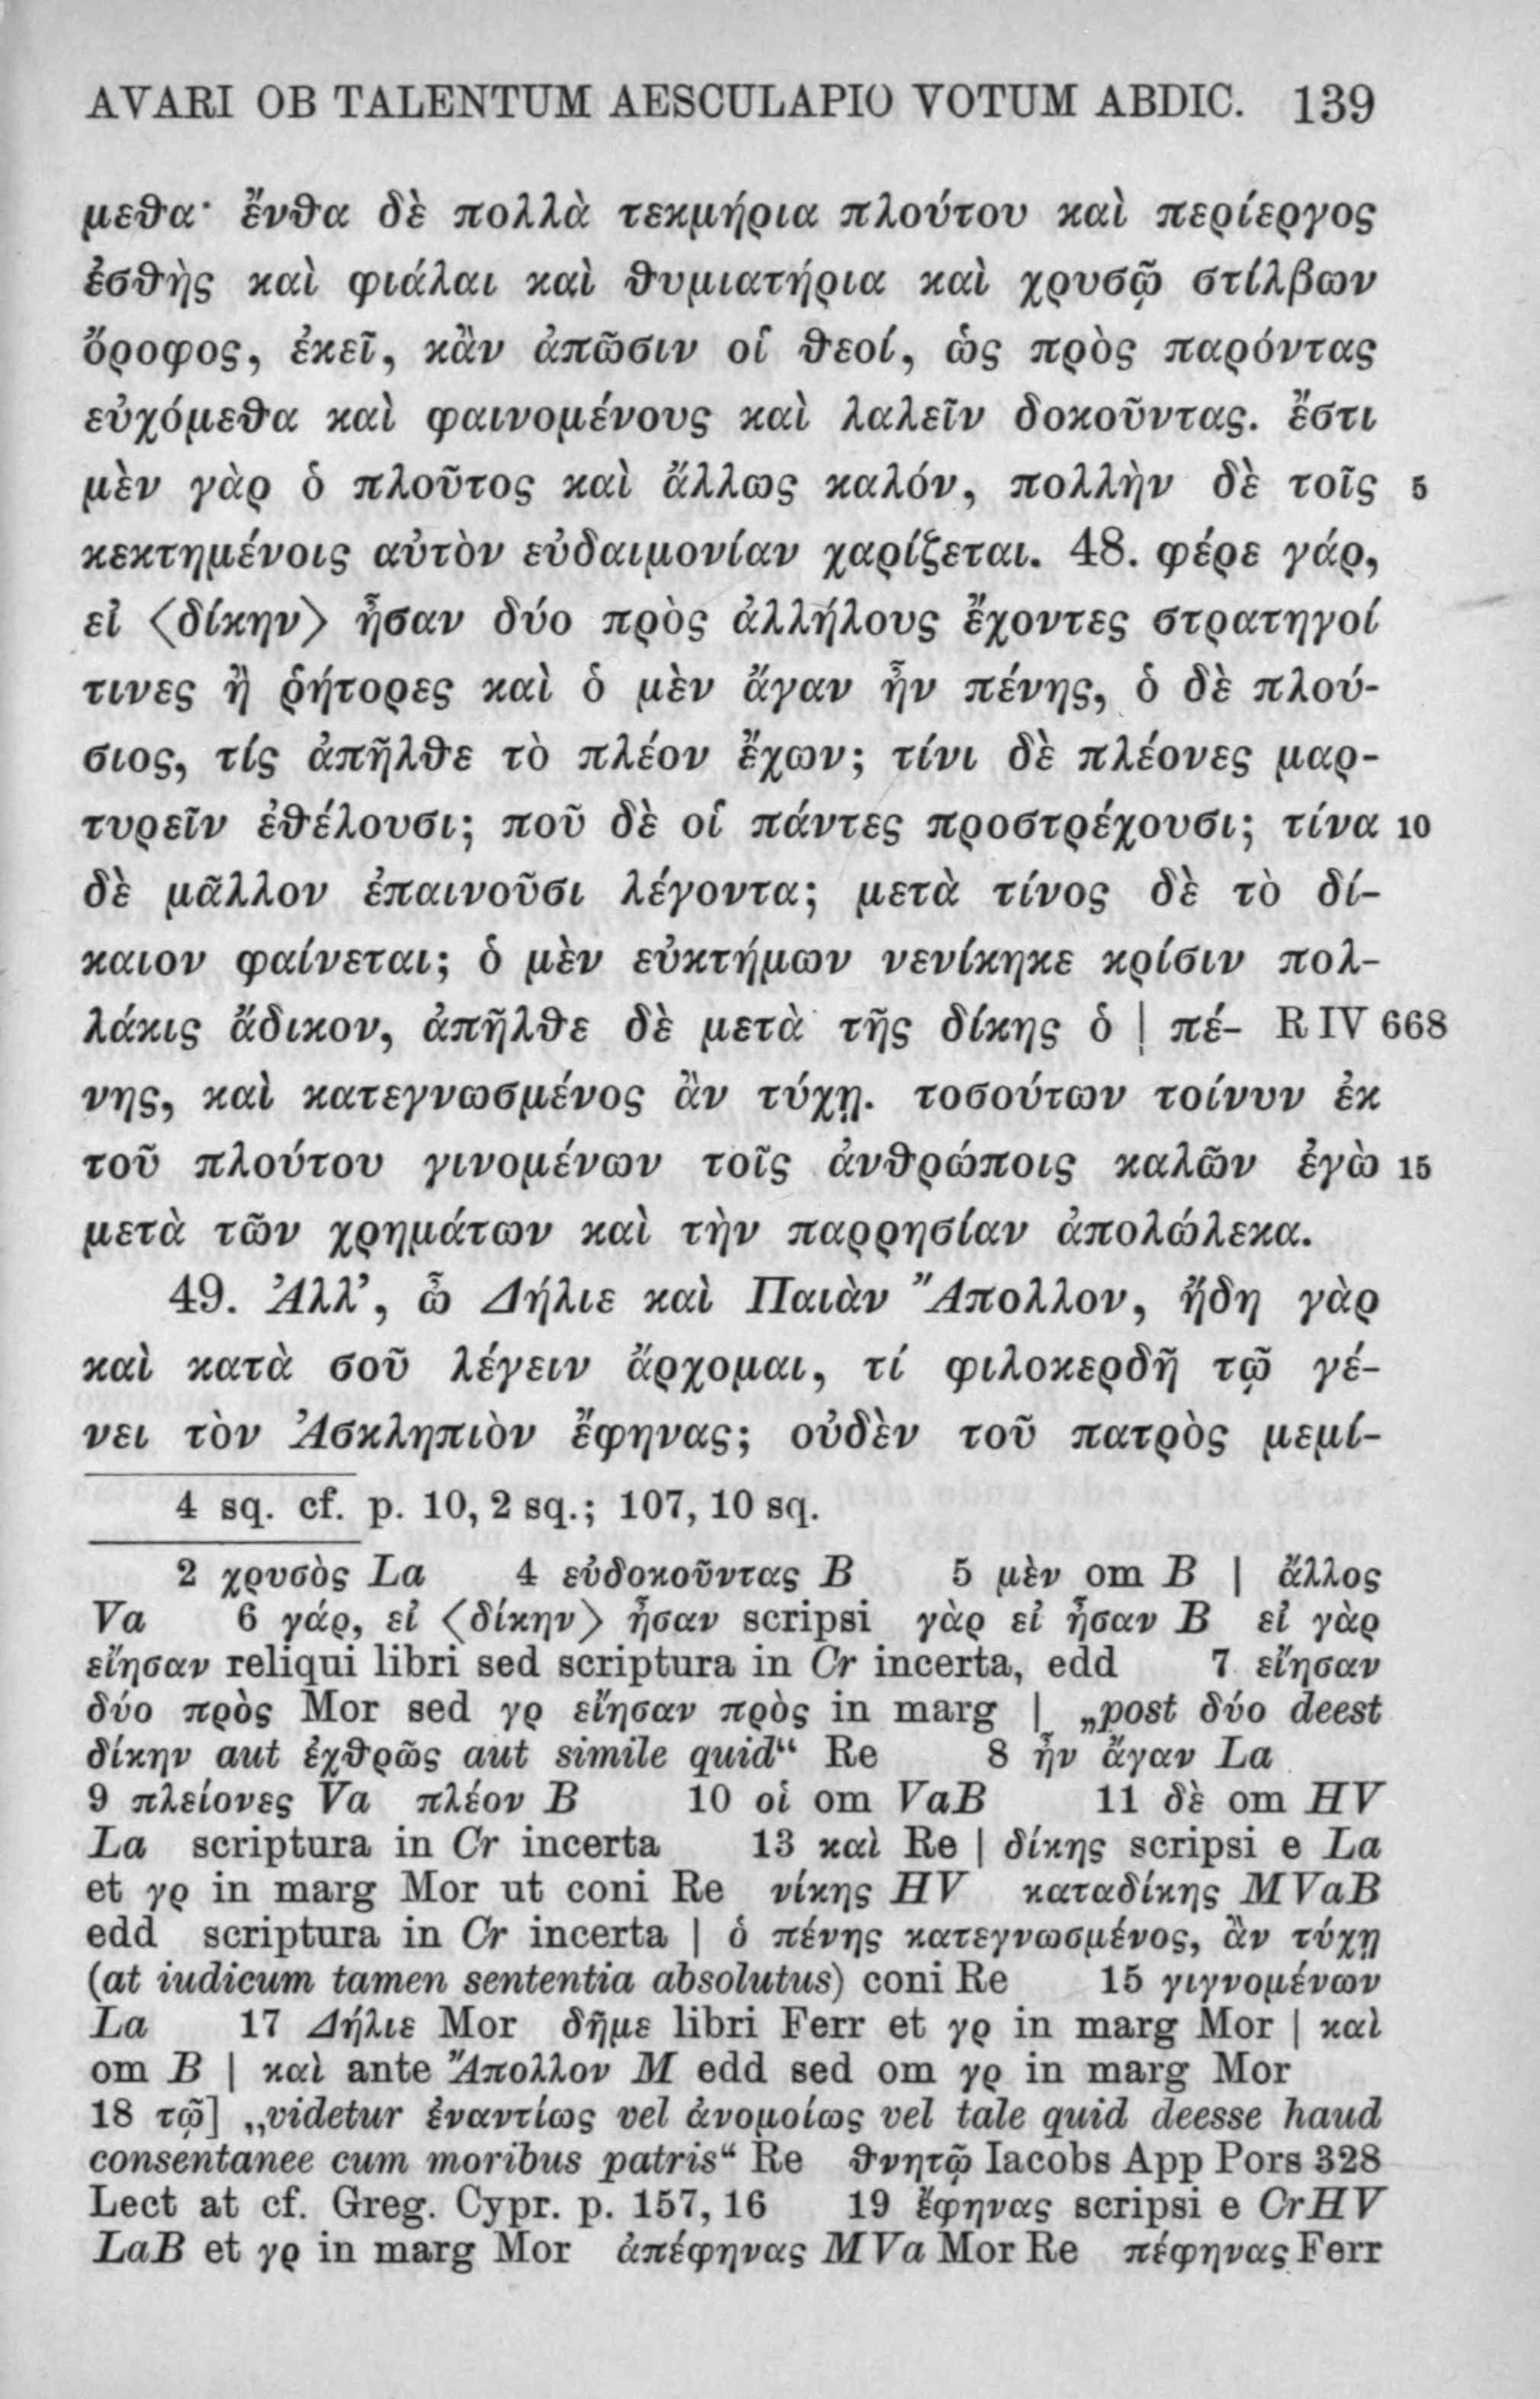 AVARI OB TALENTUM AESCULAPIO VOTUM ABDIC. 139
μεθα· ἔνθα δὲ πολλὰ τεκμήρια πλούτου καὶ περίεργος
ἐσθὴς καὶ φιάλαι καὶ θυμιατήρια καὶ χρυσῷ στίλβων
ὄροφος, ἐκεῖ, κἂν ἀπῶσιν οἱ θεοί, ὡς πρὸς παρόντας
εὐχόμεθα καὶ φαινομένους καὶ λαλεῖν δοκοῦντας. ἔστι
μὲν γὰρ ὁ πλοῦτος καὶ ἄλλως καλόν, πολλὴν δὲ τοῖς 5
κεκτημένοις αὐτὸν εὐδαιμονίαν χαρίζεται. 48. φέρε γάρ,
εἰ ⟨δίκην⟩ ἦσαν δύο πρὸς ἀλλήλους ἔχοντες στρατηγοί
τινες ἢ ῥήτορες καὶ ὁ μὲν ἄγαν ἦν πένης, ὁ δὲ πλού-
σιος, τίς ἀπῆλθε τὸ πλέον ἔχων; τίνι δὲ πλέονες μαρ-
τυρεῖν ἐθέλουσι; ποῦ δὲ οἱ πάντες προστρέχουσι; τίνα 10
δὲ μᾶλλον ἐπαινοῦσι λέγοντα; μετὰ τίνος δὲ τὸ δί-
καιον φαίνεται; ὁ μὲν εὐκτήμων νενίκηκε κρίσιν πολ-
λάκις ἄδικον, ἀπῆλθε δὲ μετὰ τῆς δίκης ὁ | πέ- R IV 668
νης, καὶ κατεγνωσμένος ἂν τύχῃ. τοσούτων τοίνυν ἐκ
τοῦ πλούτου γινομένων τοῖς ἀνθρώποις καλῶν ἐγὼ 15
μετὰ τῶν χρημάτων καὶ τὴν παρρησίαν ἀπολώλεκα.
49. Ἀλλ’, ὦ Δήλιε καὶ Παιὰν Ἄπολλον, ἤδη γὰρ
καὶ κατὰ σοῦ λέγειν ἄρχομαι, τί φιλοκερδῆ τῷ γέ-
νει τὸν Ἀσκληπιὸν ἔφηνας; οὐδὲν τοῦ πατρὸς μεμί-
4 sq. cf. p. 10, 2 sq.; 107, 10 sq.
2 χρυσὸς La 4 εὐδοκοῦντας B 5 μὲν om B | ἄλλος
Va 6 γάρ, εἰ ⟨δίκην⟩ ἦσαν scripsi γὰρ εἰ ἦσαν B εἰ γὰρ
εἴησαν reliqui libri sed scriptura in Cr incerta, edd 7 εἴησαν
δύο πρὸς Mor sed γρ εἴησαν πρὸς in marg | „post δύο deest
δίκην aut ἐχθρῶς aut simile quid“ Re 8 ἦν ἄγαν La
9 πλείονες Va πλέον B 10 οἱ om VaB 11 δὲ om HV
La scriptura in Cr incerta 13 καὶ Re | δίκης scripsi e La
et γρ in marg Mor ut coni Re νίκης HV καταδίκης MVaB
edd scriptura in Cr incerta | ὁ πένης κατεγνωσμένος, ἂν τύχῃ
(at iudicum tamen sententia absolutus) coni Re 15 γιγνομένων
La 17 Δήλιε Mor δῆμε libri Ferr et γρ in marg Mor | καὶ
om B | καὶ ante Ἄπολλον M edd sed om γρ in marg Mor
18 τῷ] „videtur ἐναντίως vel ἀνομοίως vel tale quid deesse haud
consentanee cum moribus patris“ Re θνητῷ Iacobs App Pors 328
Lect at cf. Greg. Cypr. p. 157, 16 19 ἔφηνας scripsi e CrHV
LaB et γρ in marg Mor ἀπέφηνας MVa Mor Re πέφηνας Ferr